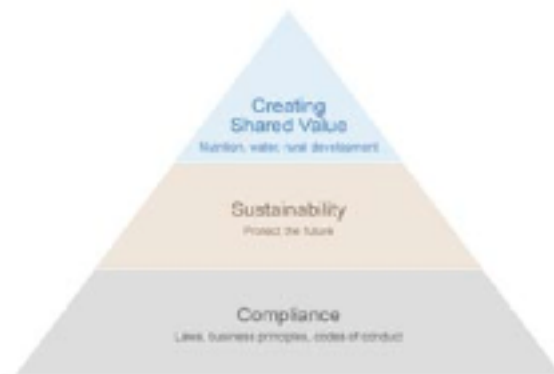 Creating
Shared Value
Nutrition, water, rural development
Sustainability
Protect the future
Compliance
Laws, business principles, codes of conduct